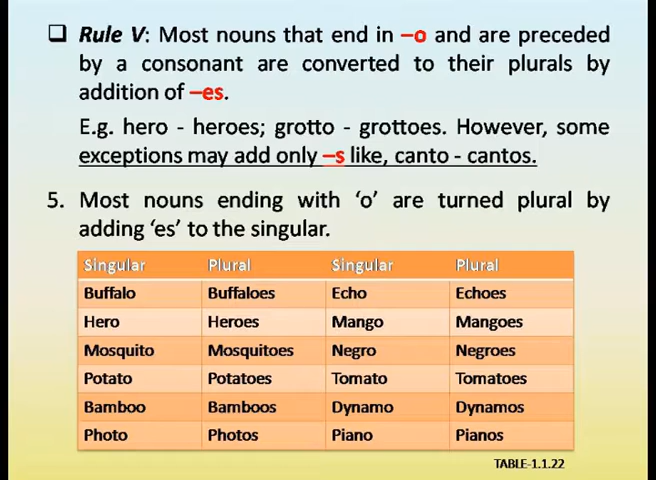 ❑ Rule V: Most nouns that end in –o and are preceded
by a consonant are converted to their plurals by
addition of –es.
E.g. hero - heroes; grotto - grottoes. However, some
exceptions may add only –s like, canto - cantos.
5. Most nouns ending with ‘o’ are turned plural by
adding ‘es’ to the singular.
Singular Plural Singular Plural
Buffalo Buffaloes Echo Echoes
Hero Heroes Mango Mangoes
Mosquito Mosquitoes Negro Negroes
Potato Potatoes Tomato Tomatoes
Bamboo Bamboos Dynamo Dynamos
Photo Photos Piano Pianos
TABLE-1.1.22